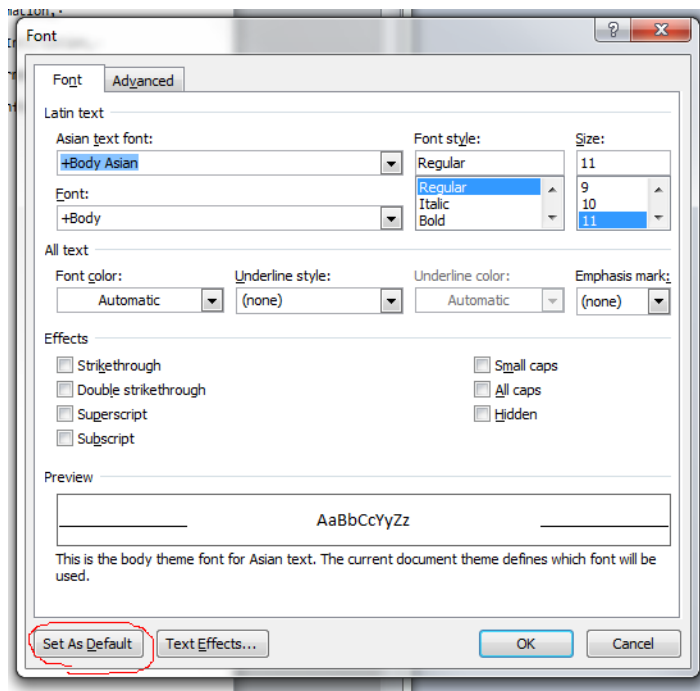 mation,
Font
Font Advanced
Latin text
Asian text font: Font style: Size:
+Body Asian Regular 11
Regular 9
Font: Italic 10
+Body Bold 11
All text
Font color: Underline style: Underline color: Emphasis mark:
Automatic (none) Automatic (none)
Effects
Strikethrough Small caps
Double strikethrough All caps
Superscript Hidden
Subscript
Preview
AaBbCcYyZz
This is the body theme font for Asian text. The current document theme defines which font will be
used.
Set As Default Text Effects... OK Cancel